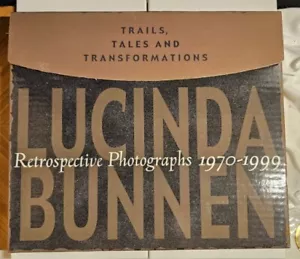 TRAILS,
TALES AND
TRANSFORMATIONS
LUCINDA
Retrospective Photographs 1970-1999
BUNNEN